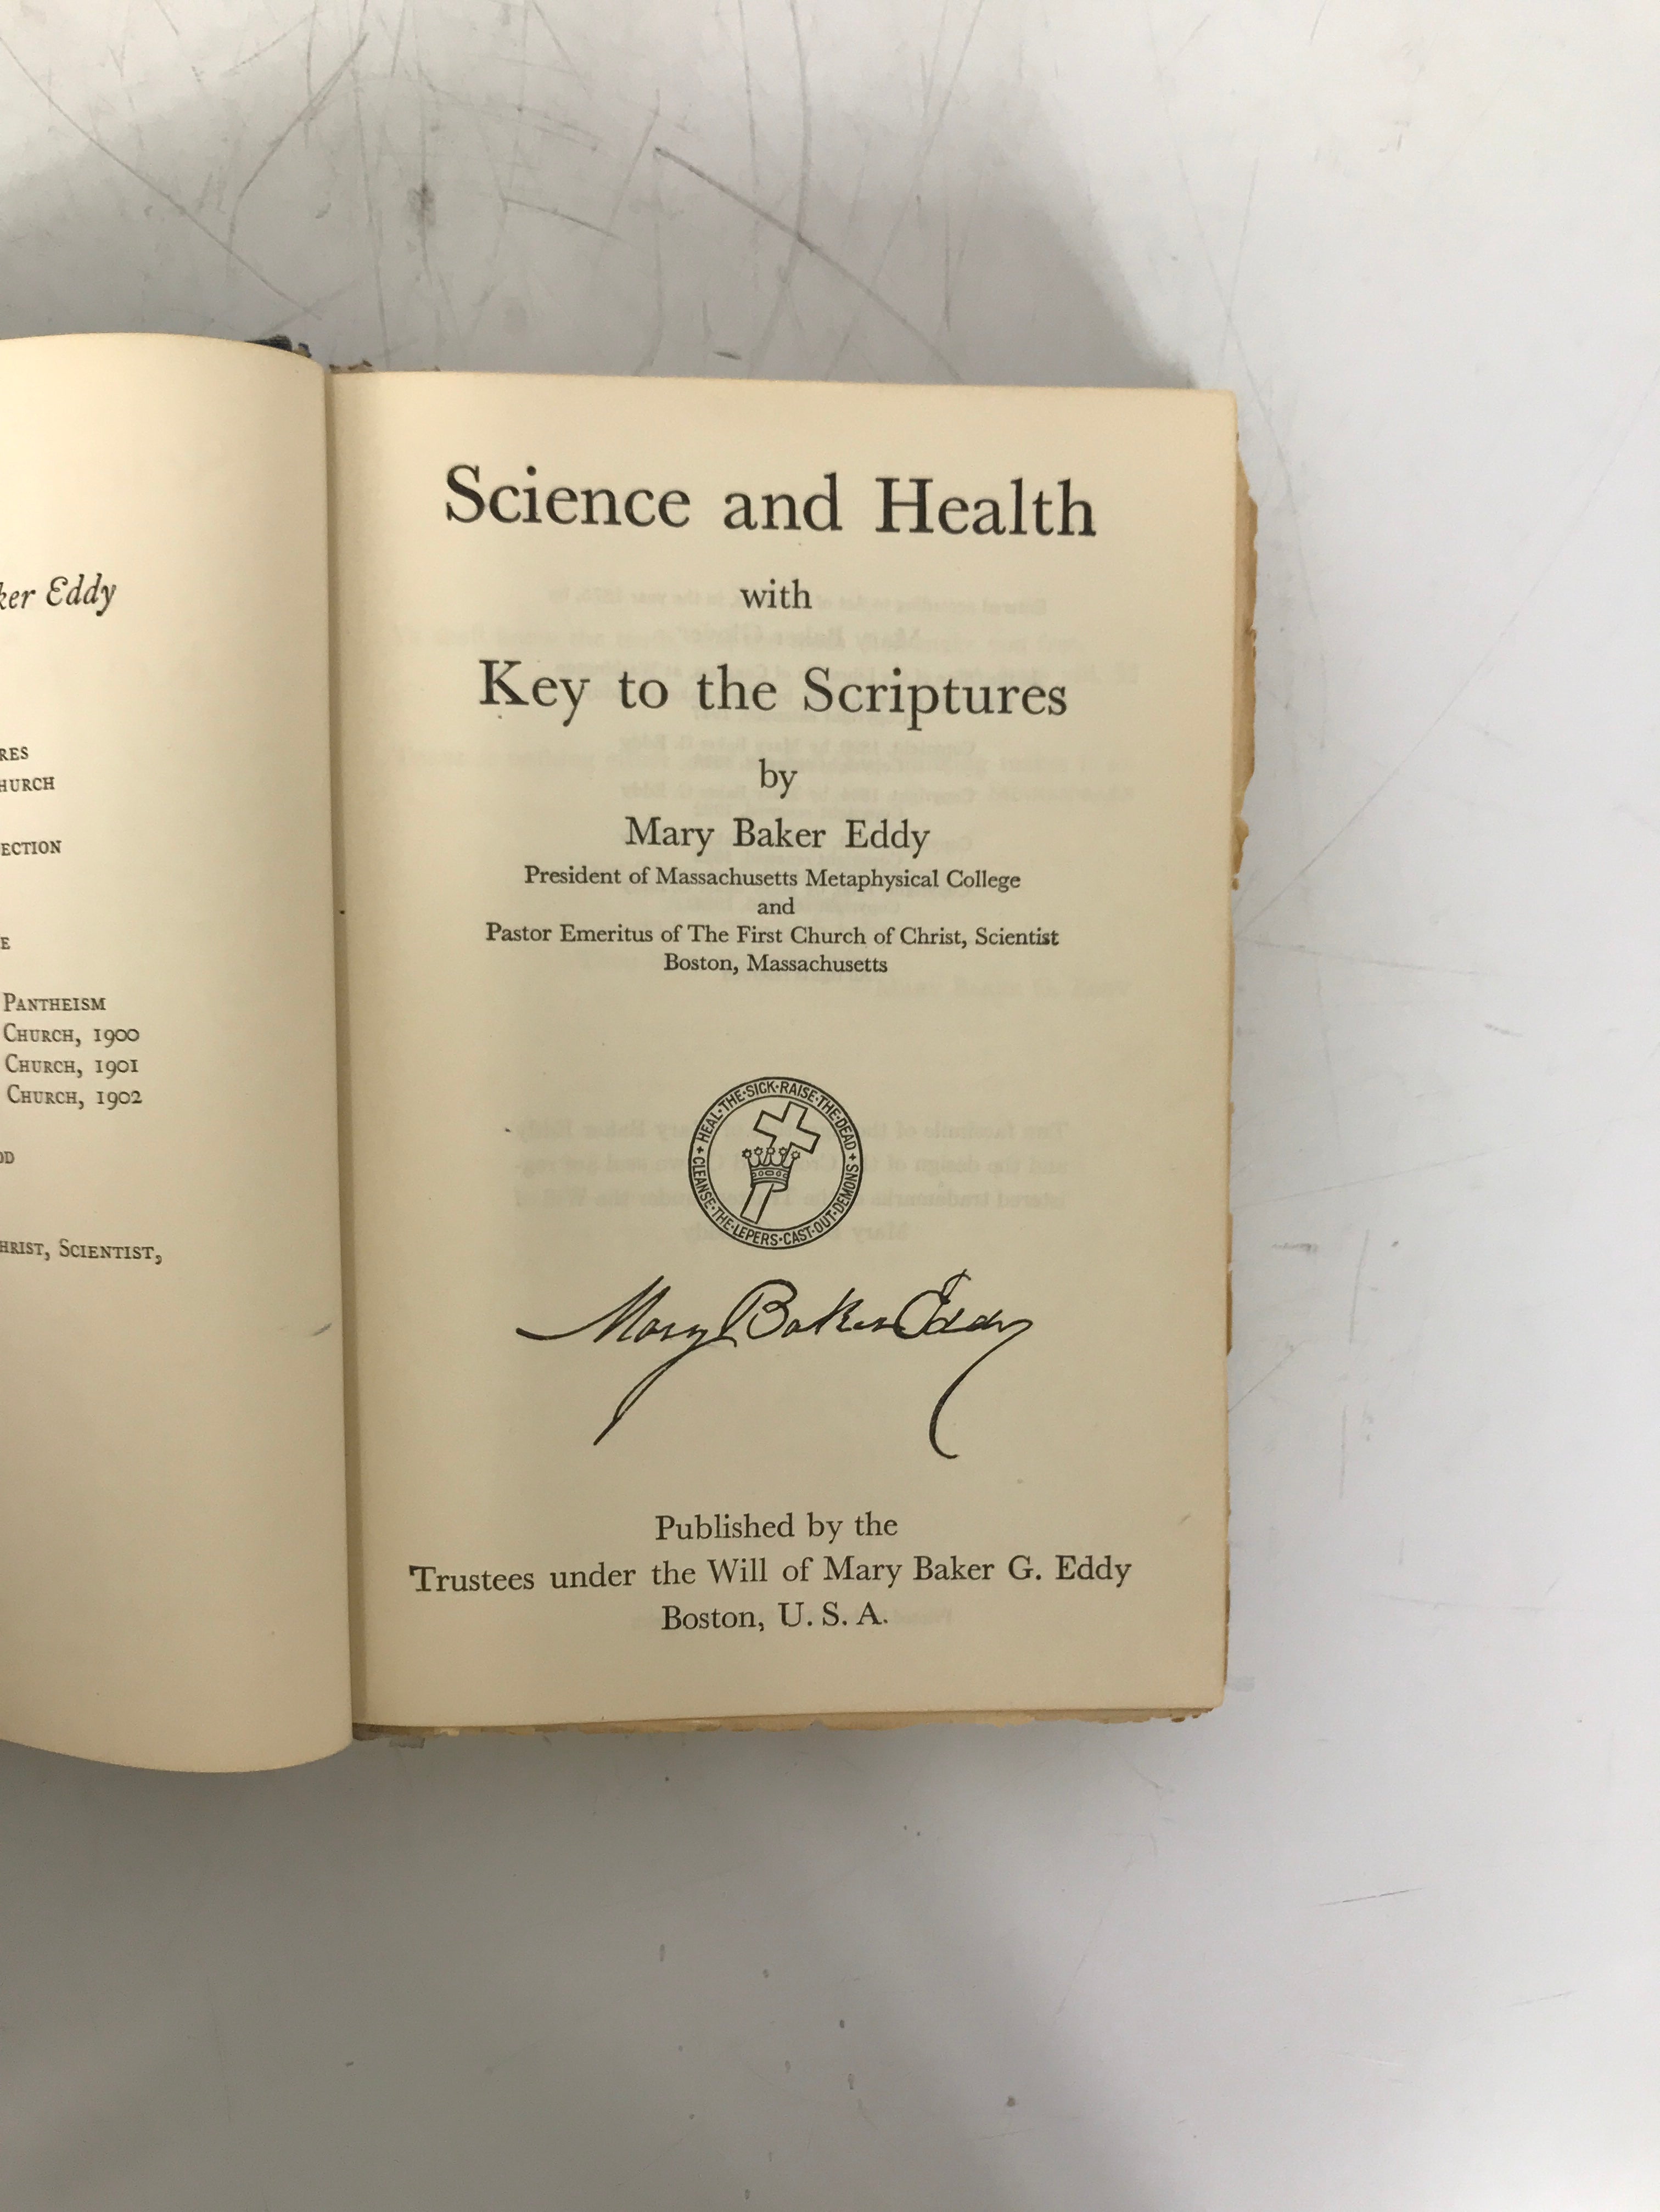 ker Eddy
RES
HURCH
ECTION
E
PANTHEISM
CHURCH, 1900
CHURCH, 1901
CHURCH, 1902
OD
HRIST, SCIENTIST,
Science and Health
with
Key to the Scriptures
by
Mary Baker Eddy
President of Massachusetts Metaphysical College
and
Pastor Emeritus of The First Church of Christ, Scientist
Boston, Massachusetts
HEAL·THE·SICK·RAISE·THE·DEAD + CLEANSE·THE·LEPERS·CAST·OUT·DEMONS +
Mary Baker Eddy
Published by the
Trustees under the Will of Mary Baker G. Eddy
Boston, U. S. A.